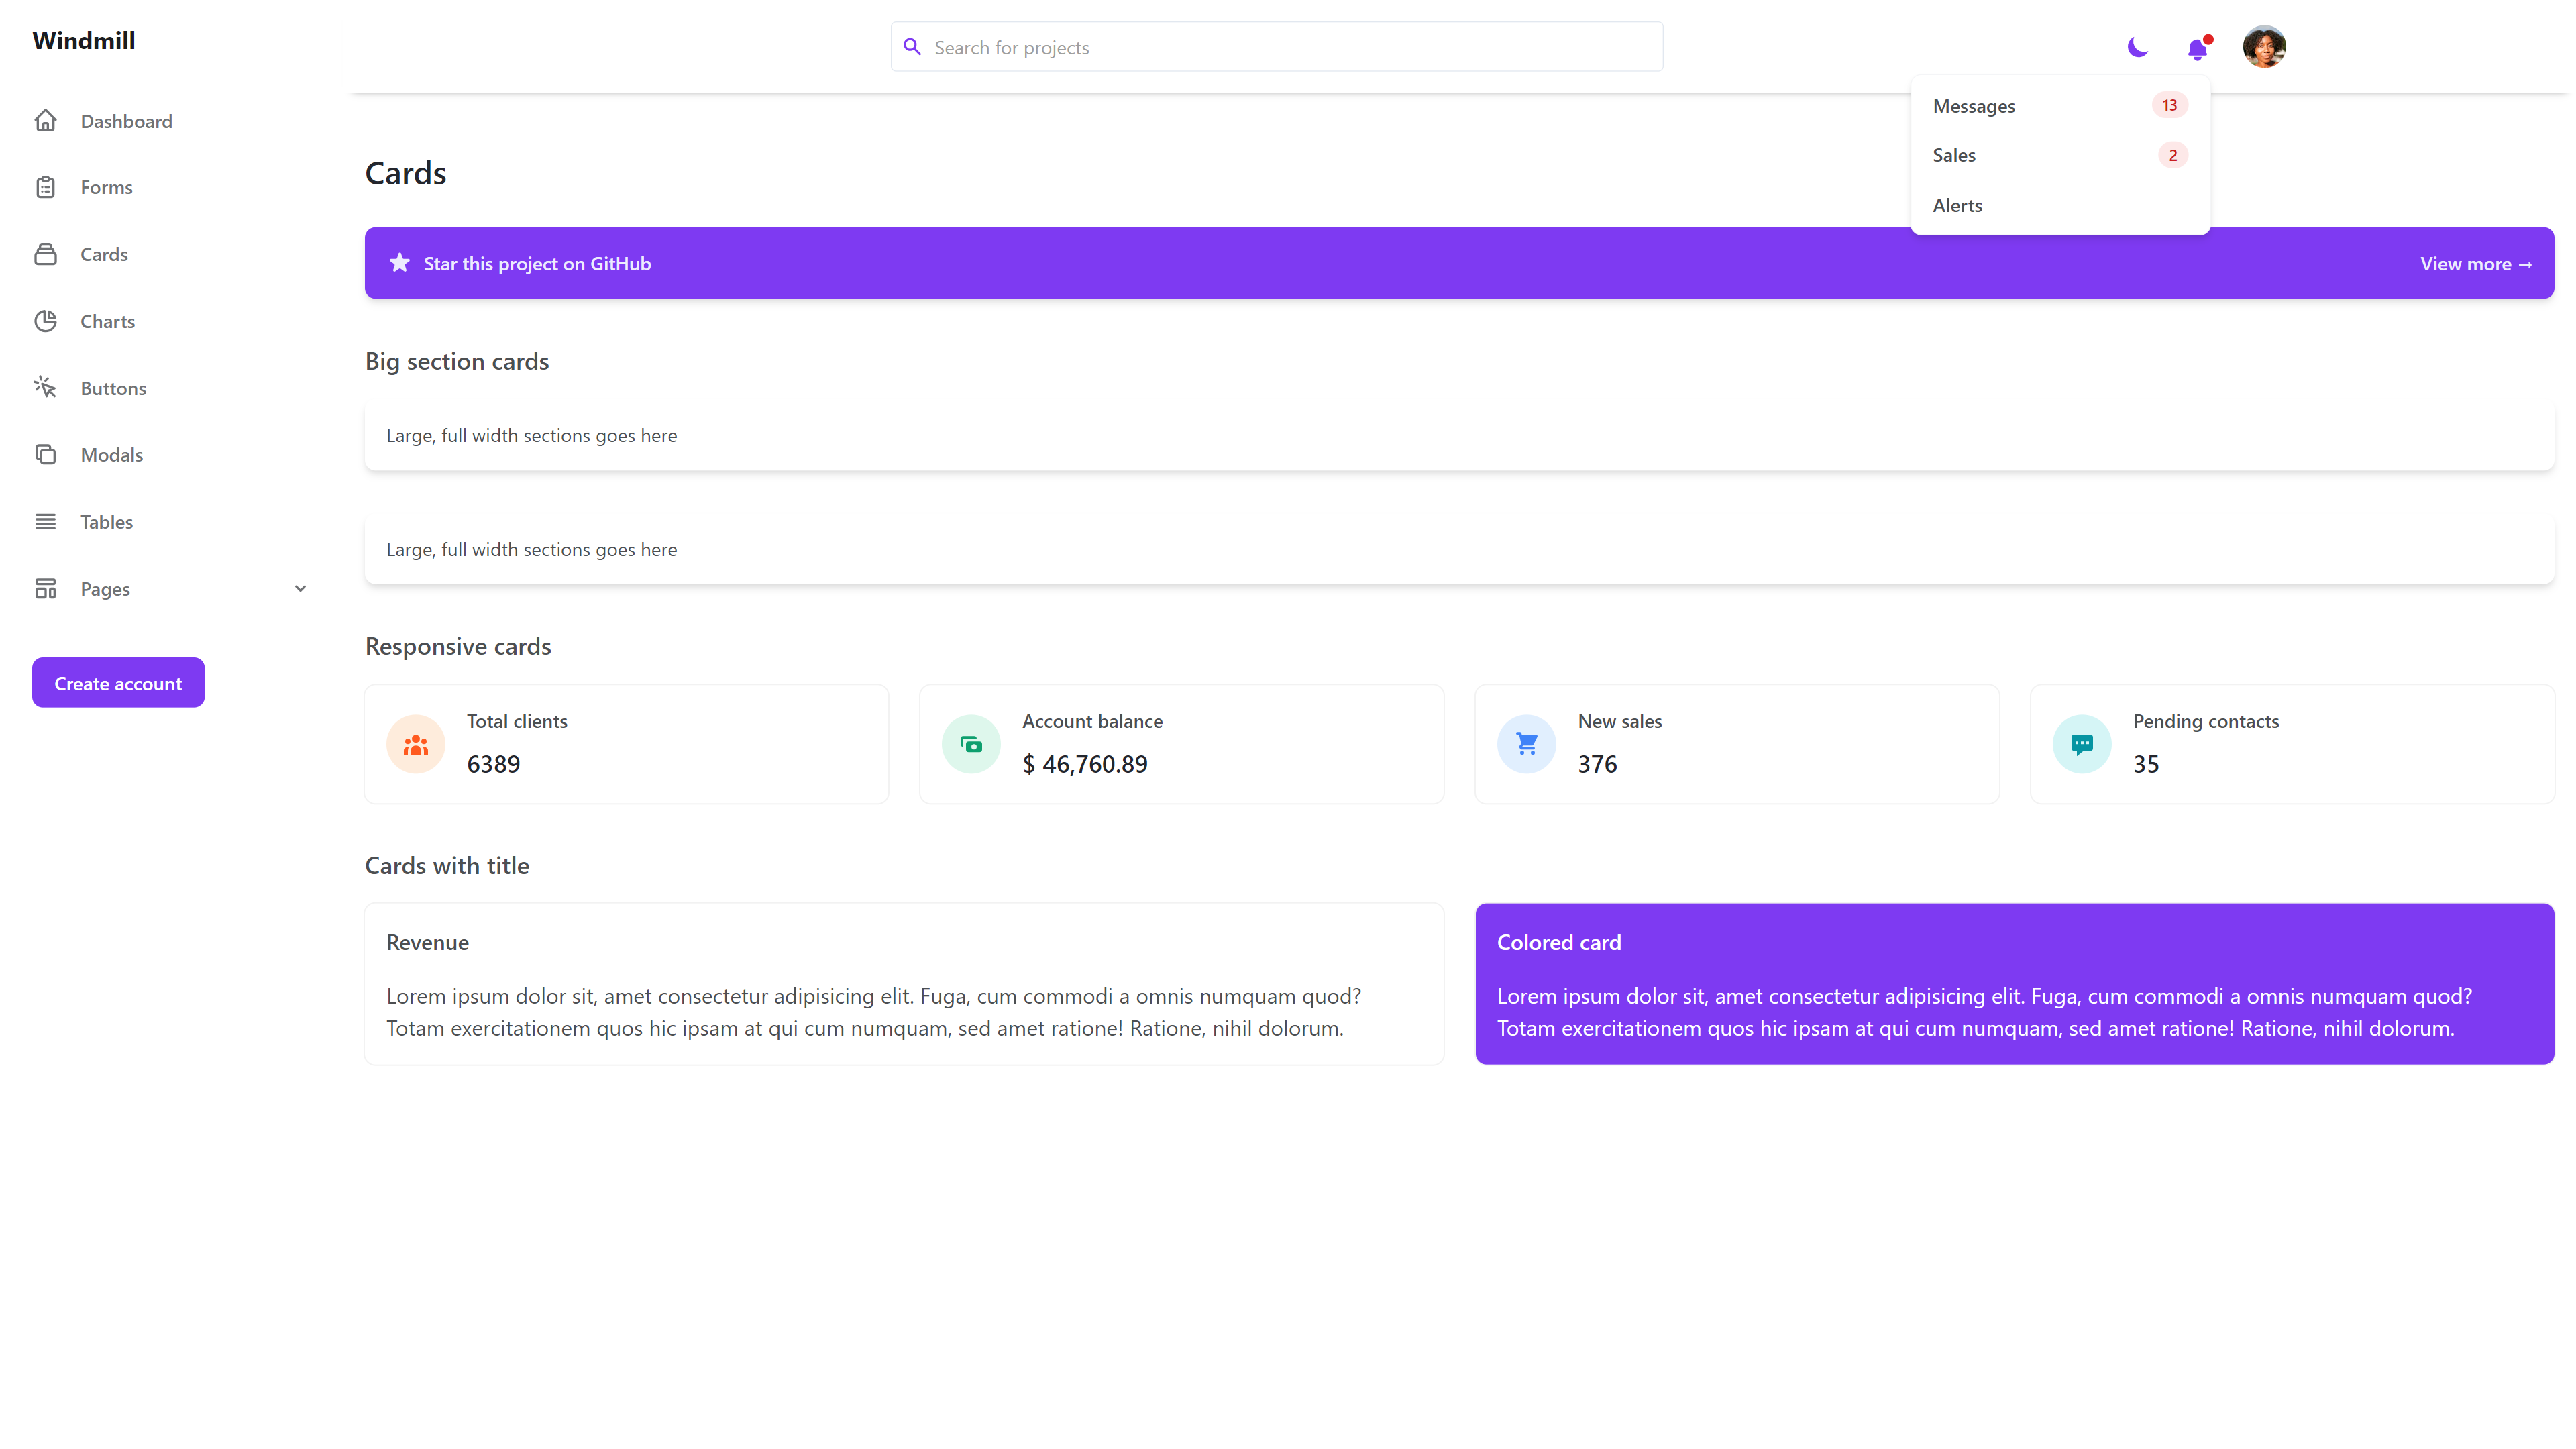 Windmill
Dashboard
Forms
Cards
Charts
Buttons
Modals
Tables
Pages
Create account
Search for projects
Messages 13
Sales 2
Alerts
Cards
Star this project on GitHub View more →
Big section cards
Large, full width sections goes here
Large, full width sections goes here
Responsive cards
Total clients
6389
Account balance
$ 46,760.89
New sales
376
Pending contacts
35
Cards with title
Revenue
Lorem ipsum dolor sit, amet consectetur adipisicing elit. Fuga, cum commodi a omnis numquam quod?
Totam exercitationem quos hic ipsam at qui cum numquam, sed amet ratione! Ratione, nihil dolorum.
Colored card
Lorem ipsum dolor sit, amet consectetur adipisicing elit. Fuga, cum commodi a omnis numquam quod?
Totam exercitationem quos hic ipsam at qui cum numquam, sed amet ratione! Ratione, nihil dolorum.